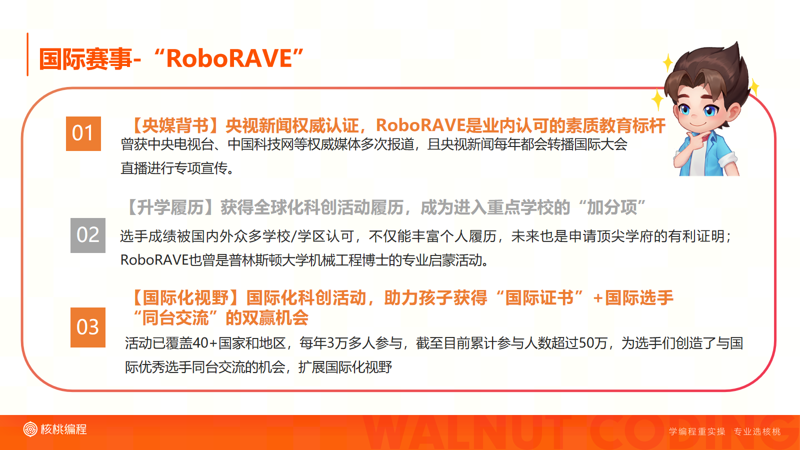 国际赛事-“RoboRAVE”
01
【央媒背书】央视新闻权威认证，RoboRAVE是业内认可的素质教育标杆
曾获中央电视台、中国科技网等权威媒体多次报道，且央视新闻每年都会转播国际大会
直播进行专项宣传。
02
【升学履历】获得全球化科创活动履历，成为进入重点学校的“加分项”
选手成绩被国内外众多学校/学区认可，不仅能丰富个人履历，未来也是申请顶尖学府的有利证明；
RoboRAVE也曾是普林斯顿大学机械工程博士的专业启蒙活动。
03
【国际化视野】国际化科创活动，助力孩子获得“国际证书”+国际选手
“同台交流”的双赢机会
活动已覆盖40+国家和地区，每年3万多人参与，截至目前累计参与人数超过50万，为选手们创造了与国
际优秀选手同台交流的机会，扩展国际化视野
核桃编程
WALNUT CODING
学编程重实操 专业选核桃